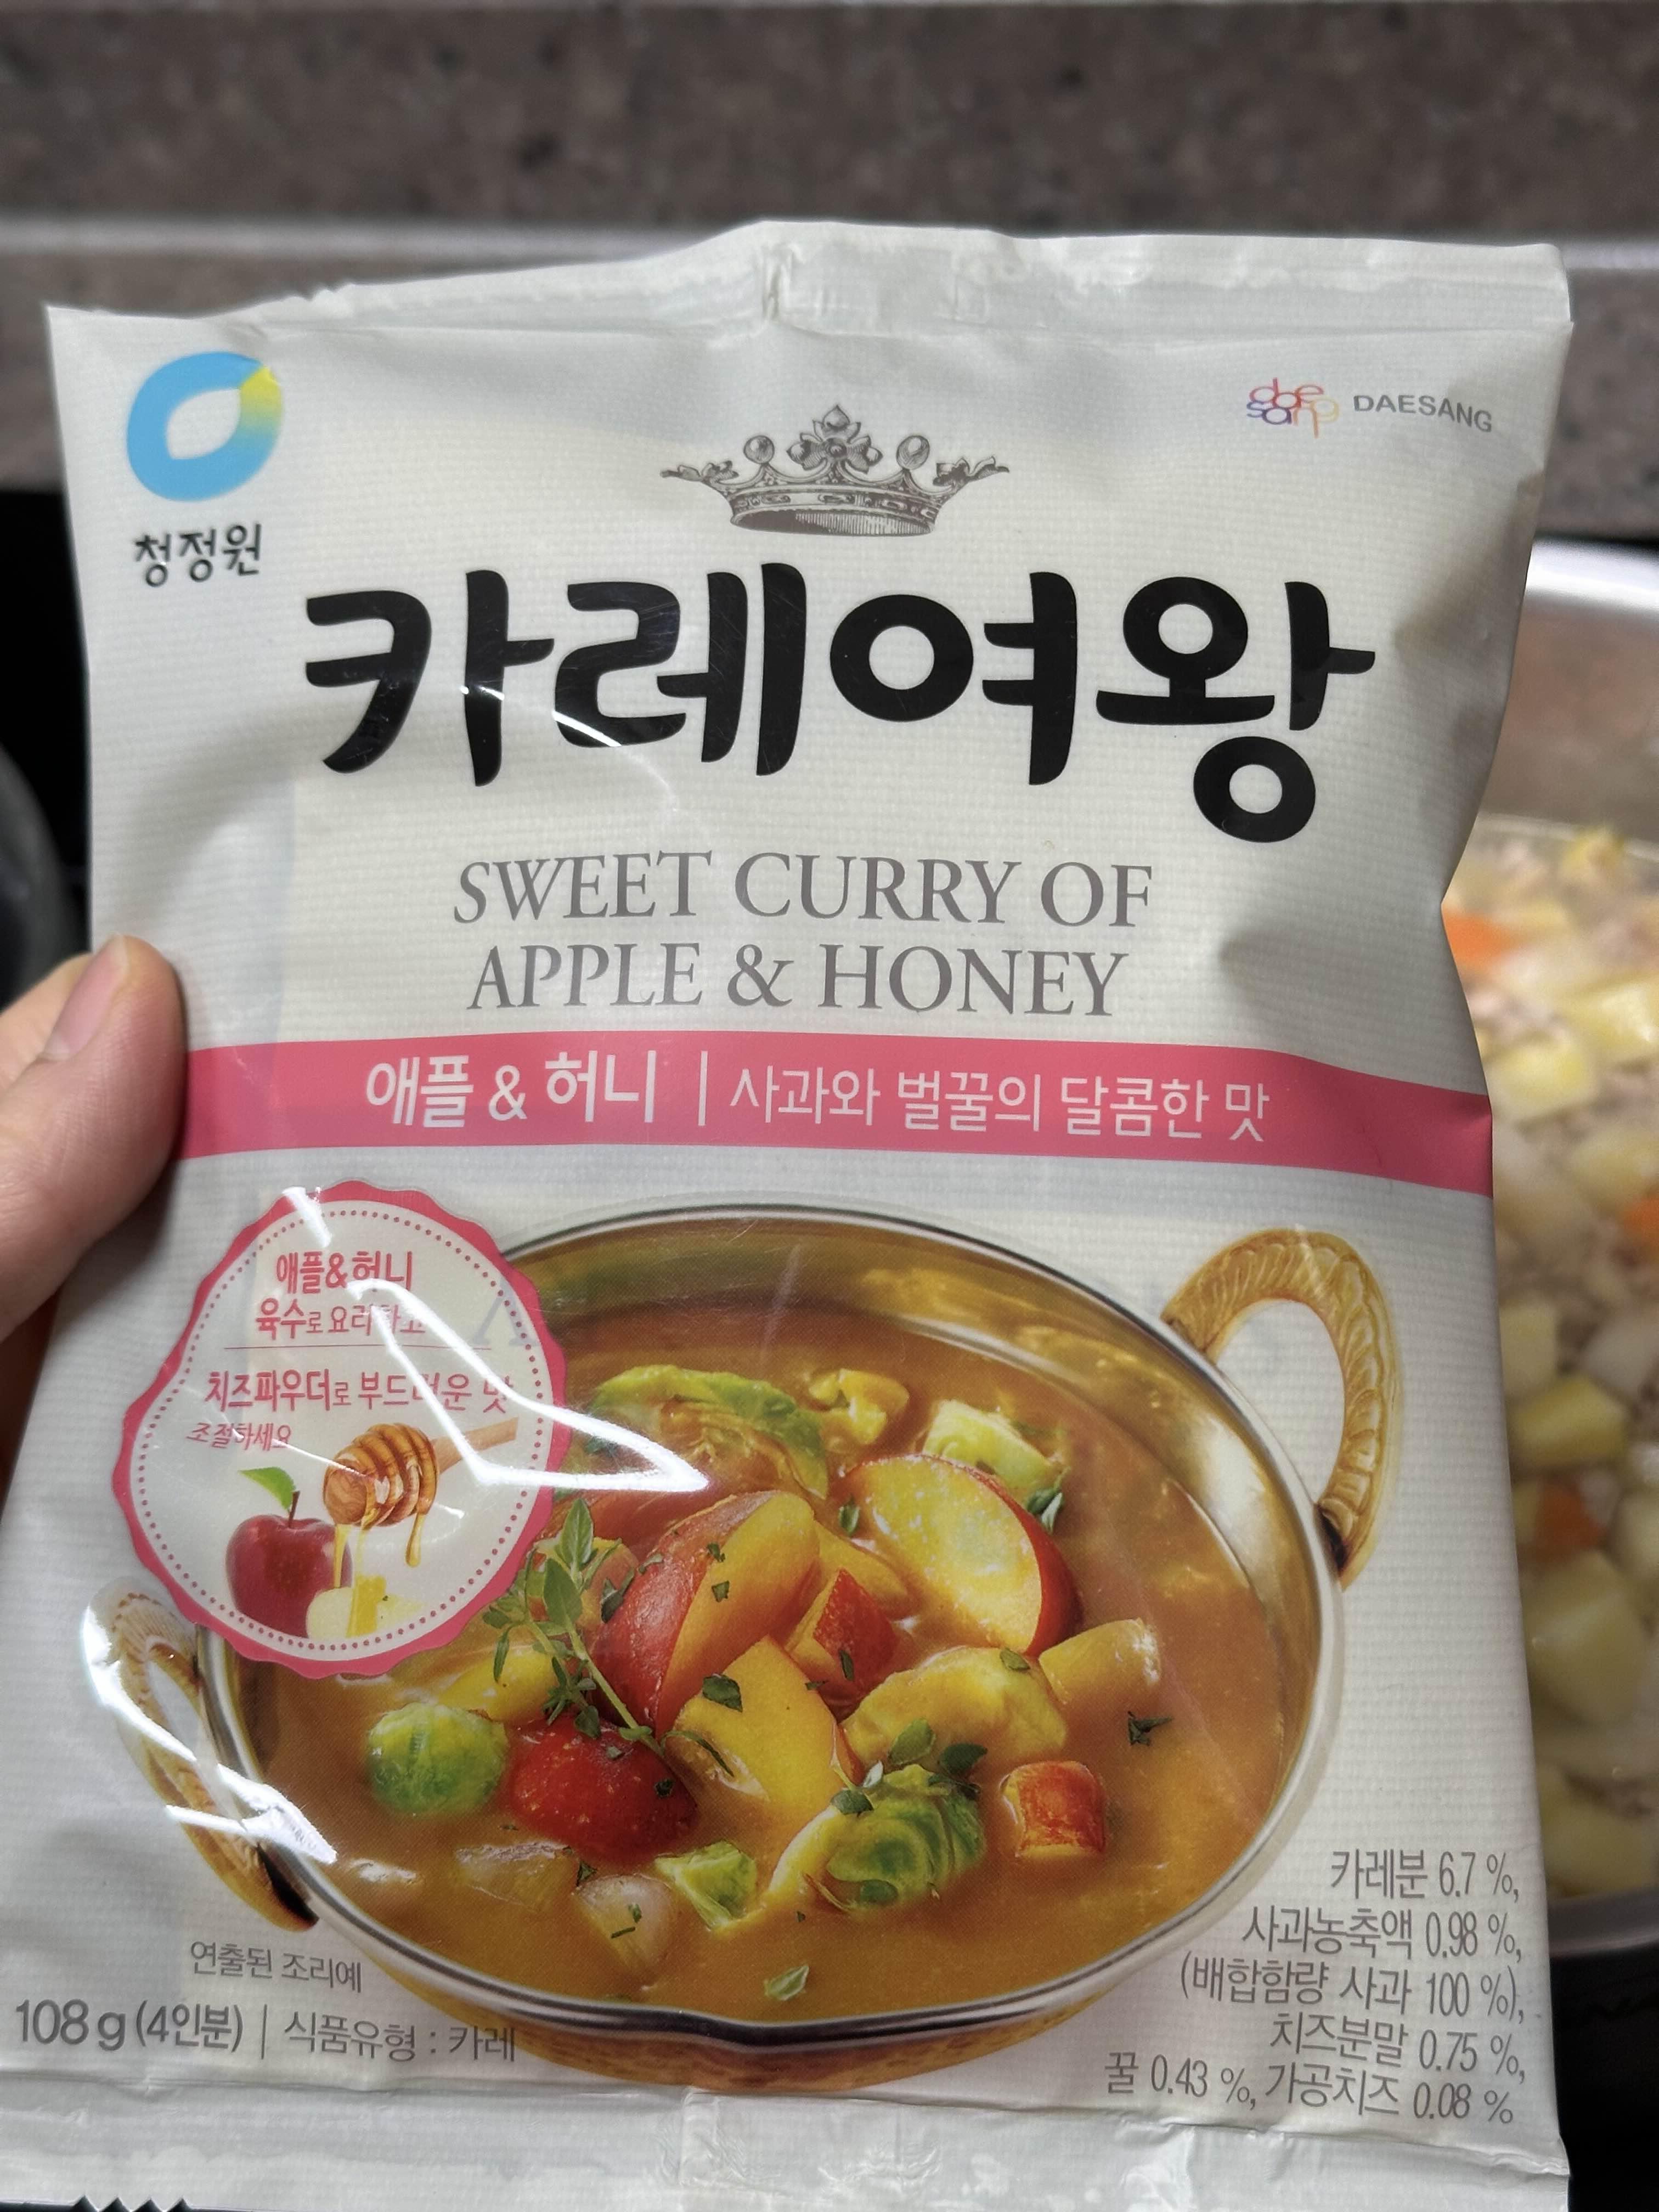 청정원
dae
sang
DAESANG
카레여왕
SWEET CURRY OF
APPLE & HONEY
애플 & 허니 | 사과와 벌꿀의 달콤한 맛
애플&허니
육수로 요리하고
치즈파우더로 부드러운 맛
조절하세요
연출된 조리예
108 g (4인분) | 식품유형 : 카레
카레분 6.7 %,
사과농축액 0.98 %,
(배합함량 사과 100 %),
치즈분말 0.75 %,
꿀 0.43 %, 가공치즈 0.08 %